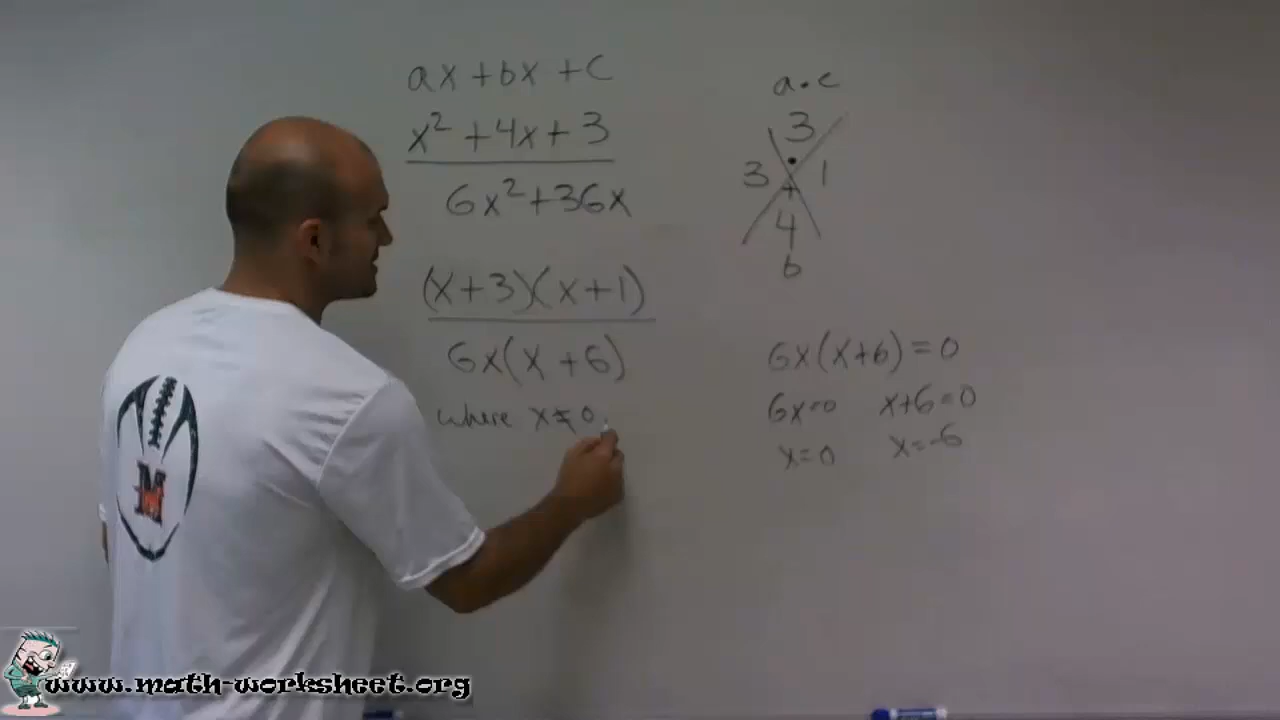 ax + bx + c
x² + 4x + 3
6x² + 36x
(x + 3)(x + 1)
6x(x + 6)
where x ≠ 0,
a · c
3
·
3 1
+
4
b
6x(x + 6) = 0
6x = 0 x + 6 = 0
x = 0 x = -6
M
www.math-worksheet.org